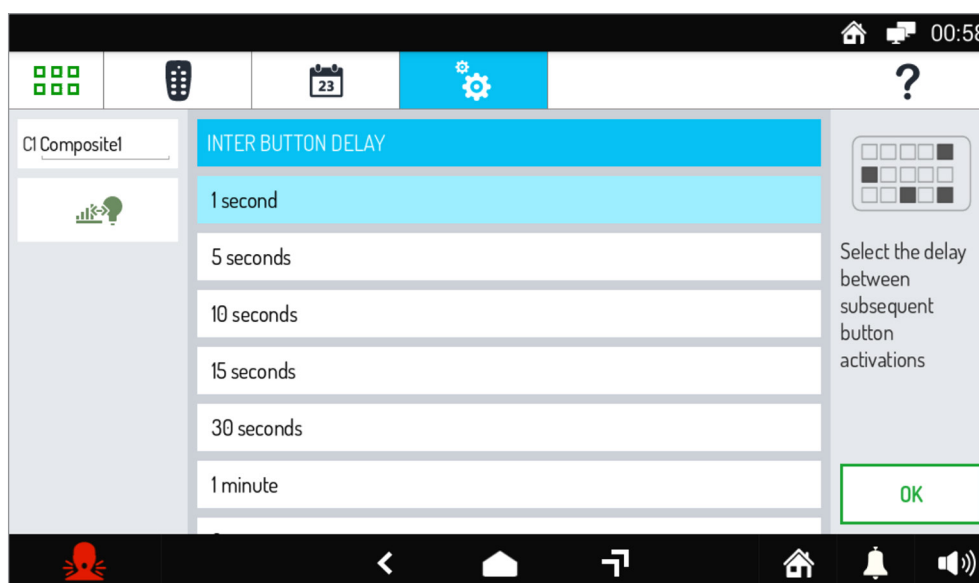 00:58
23
?
C1 Composite1
INTER BUTTON DELAY
1 second
5 seconds
10 seconds
15 seconds
30 seconds
1 minute
Select the delay
between
subsequent
button
activations
OK